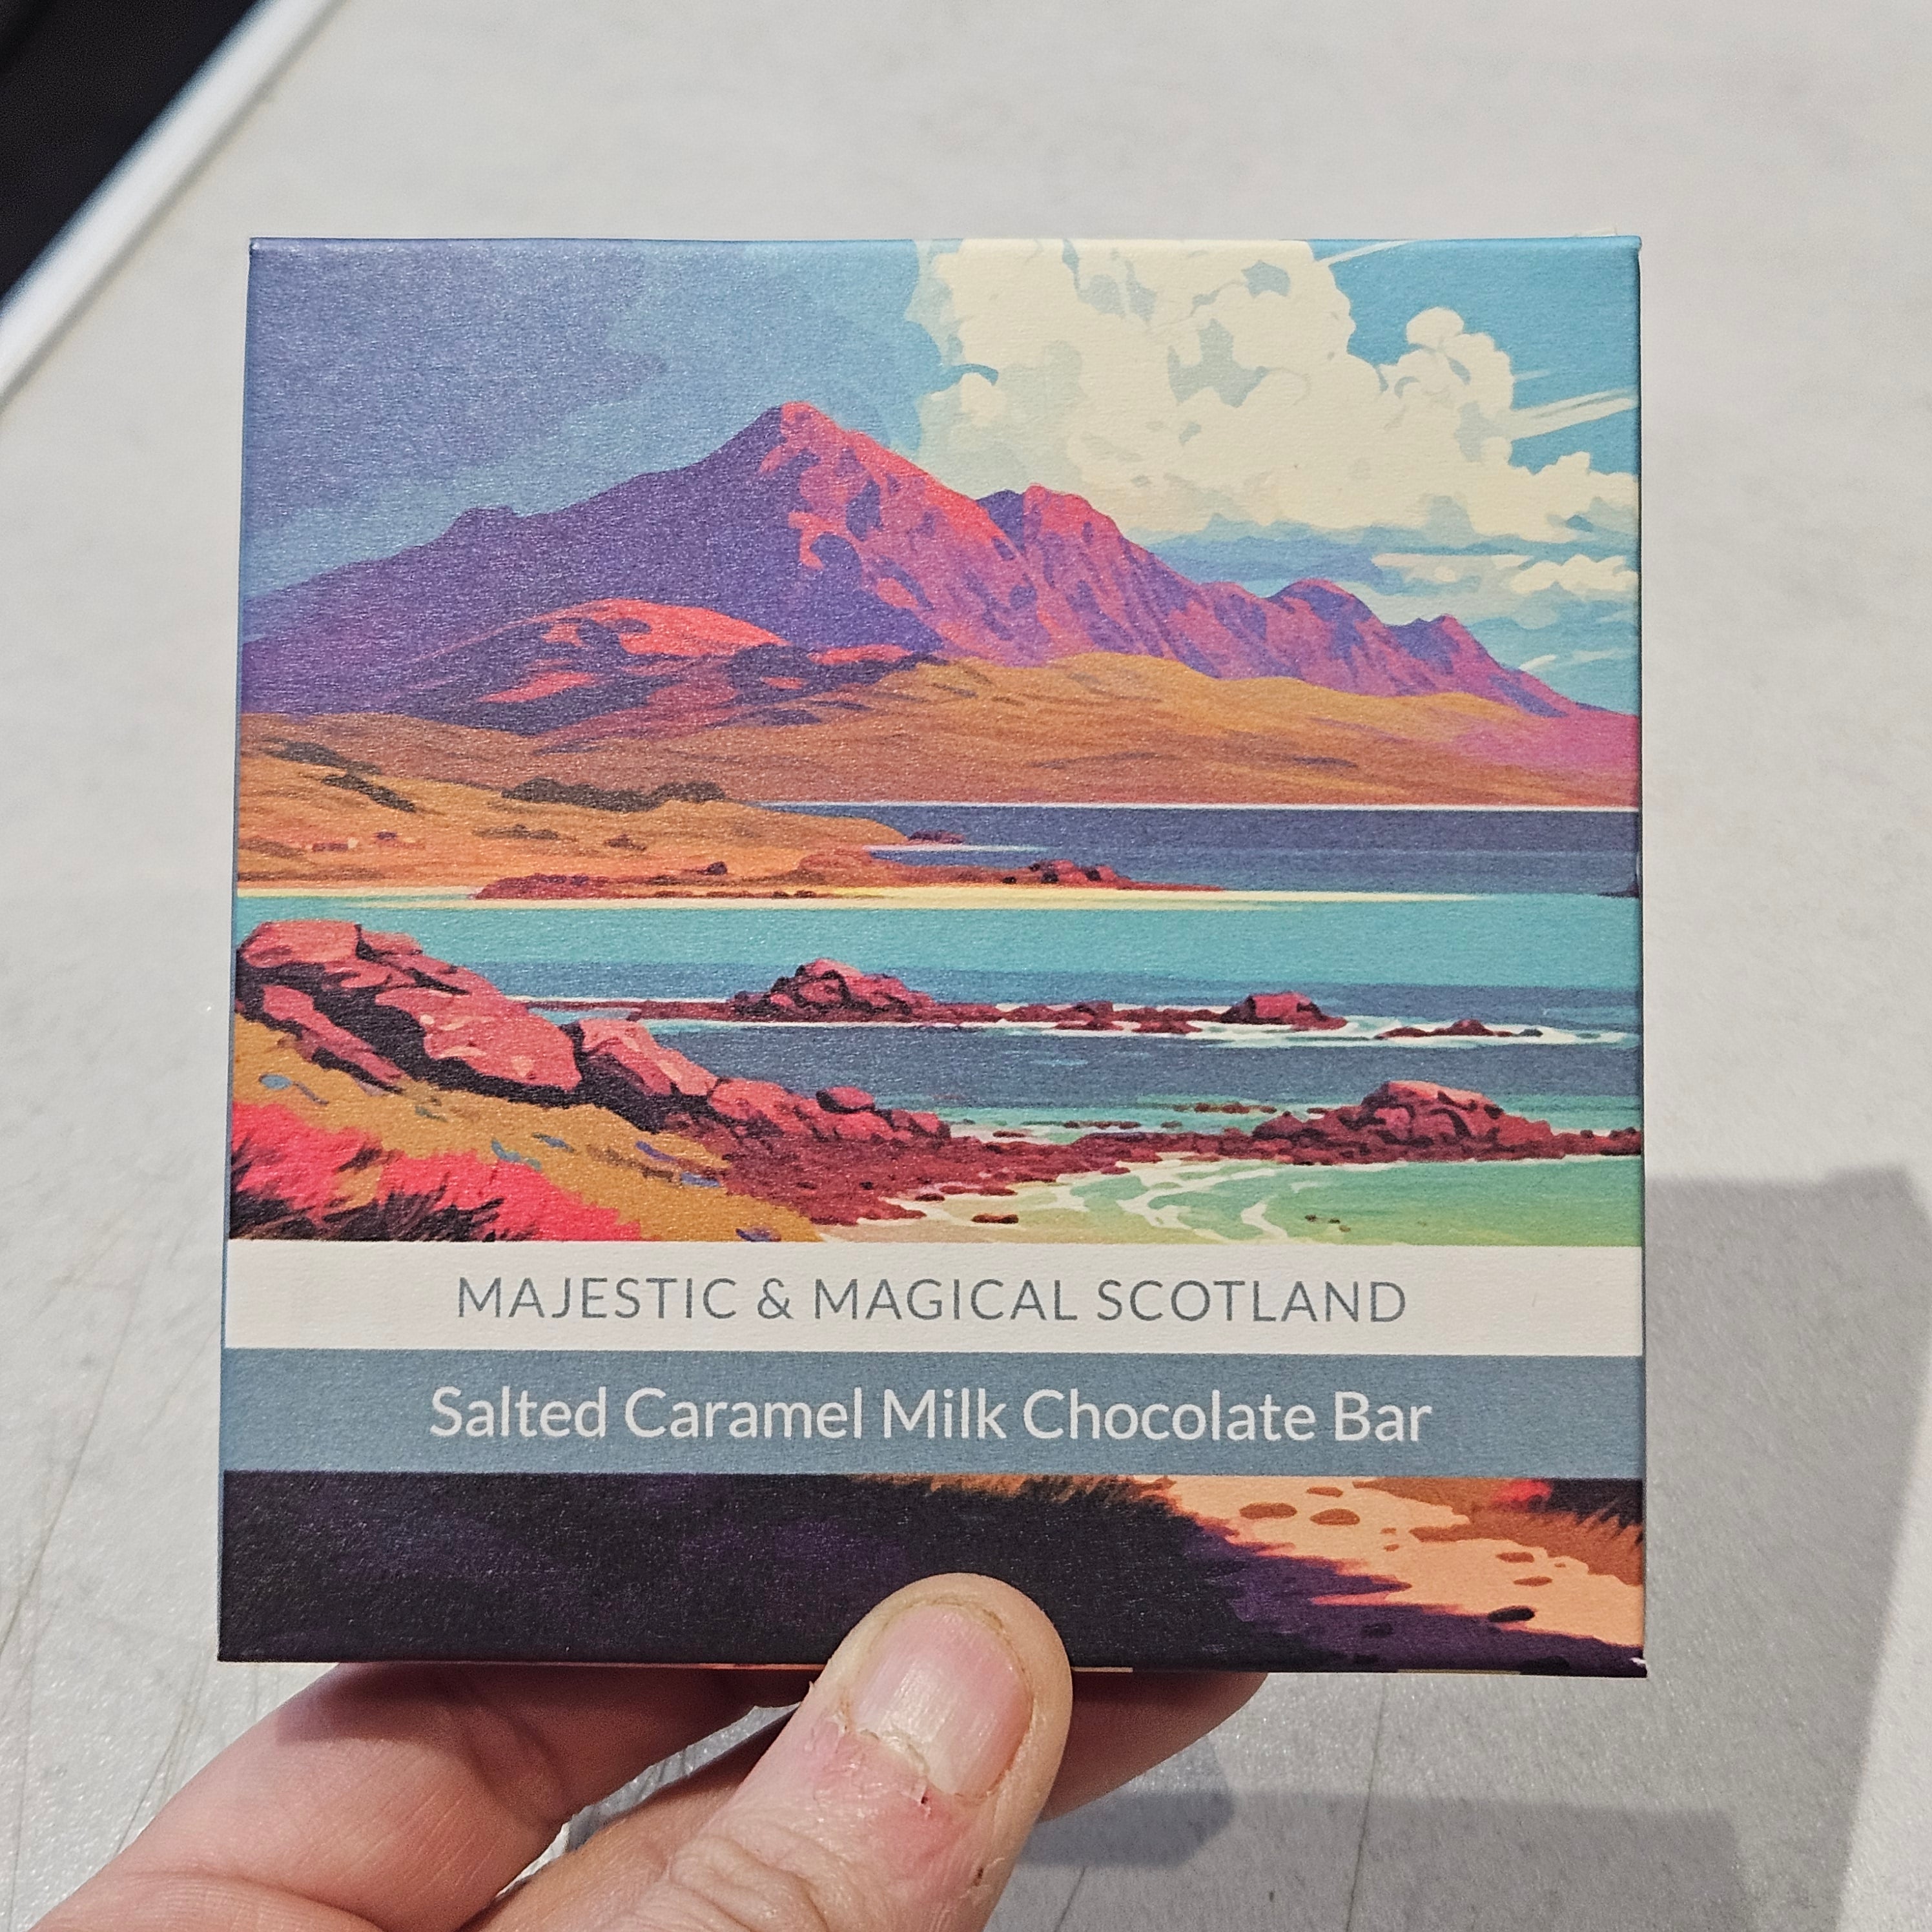 MAJESTIC & MAGICAL SCOTLAND
Salted Caramel Milk Chocolate Bar